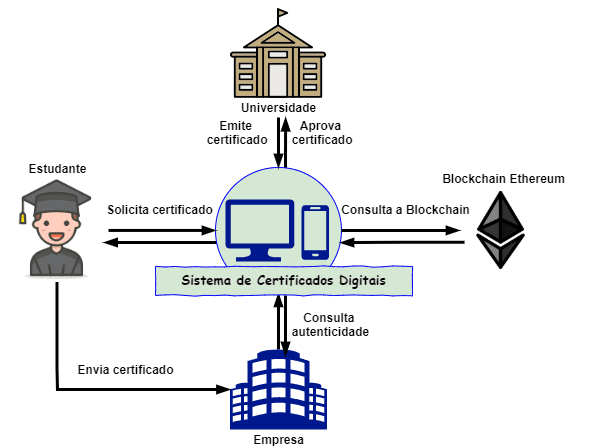 Universidade
Emite
certificado
Aprova
certificado
Estudante
Blockchain Ethereum
Solicita certificado
Consulta a Blockchain
Sistema de Certificados Digitais
Consulta
autenticidade
Envia certificado
Empresa